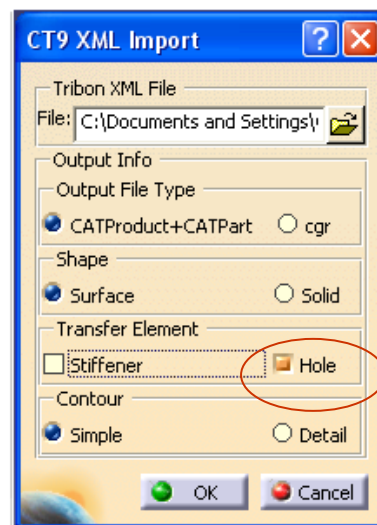 CT9 XML Import
Tribon XML File
File: C:\Documents and Settings\
Output Info
Output File Type
CATProduct+CATPart cgr
Shape
Surface Solid
Transfer Element
Stiffener Hole
Contour
Simple Detail
OK Cancel